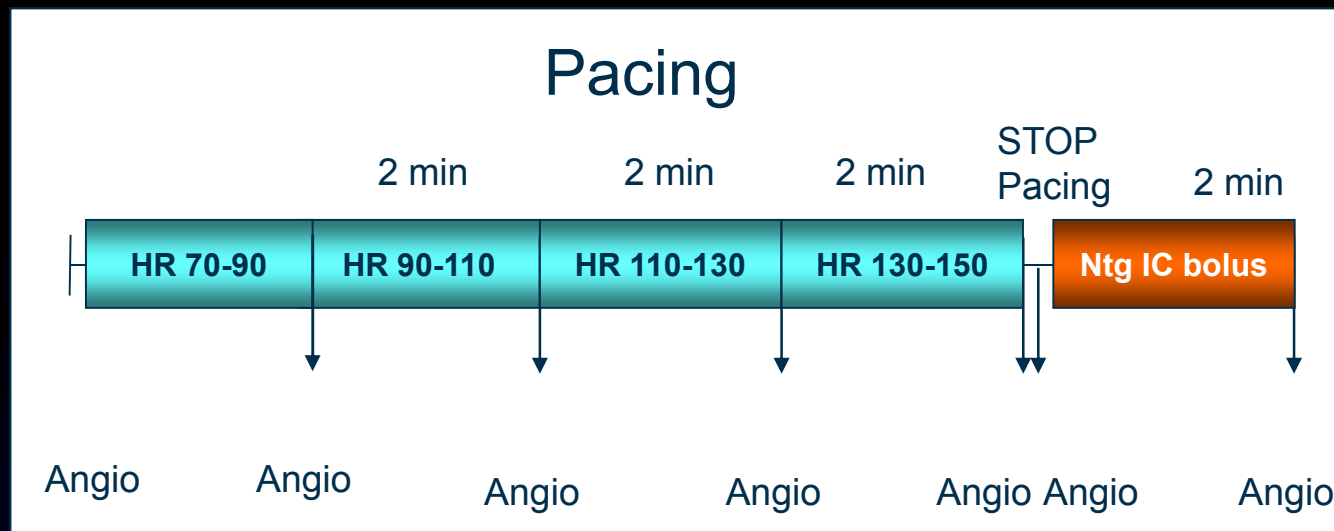 Pacing
STOP
Pacing
2 min
2 min
2 min
2 min
HR 70-90
HR 90-110
HR 110-130
HR 130-150
Ntg IC bolus
Angio
Angio
Angio
Angio
Angio
Angio
Angio